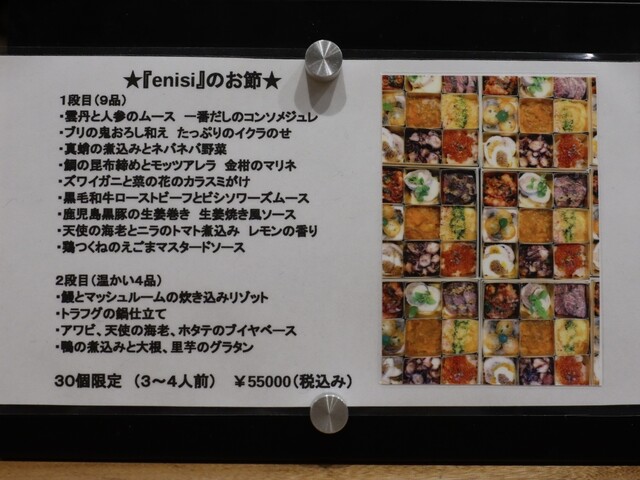 ★『enisi』のお節★
1段目(9品)
・雲丹と人参のムース　一番だしのコンソメジュレ
・ブリの鬼おろし和え　たっぷりのイクラのせ
・真蛸の煮込みとネバネバ野菜
・鯛の昆布締めとモッツアレラ　金柑のマリネ
・ズワイガニと菜の花のカラスミがけ
・黒毛和牛ローストビーフとビシソワーズムース
・鹿児島黒豚の生姜巻き　生姜焼き風ソース
・天使の海老とニラのトマト煮込み　レモンの香り
・鶏つくねのえごまマスタードソース
2段目(温かい4品)
・鰻とマッシュルームの炊き込みリゾット
・トラフグの鍋仕立て
・アワビ、天使の海老、ホタテのブイヤベース
・鴨の煮込みと大根、里芋のグラタン
30個限定　(3～4人前)　￥55000(税込み)